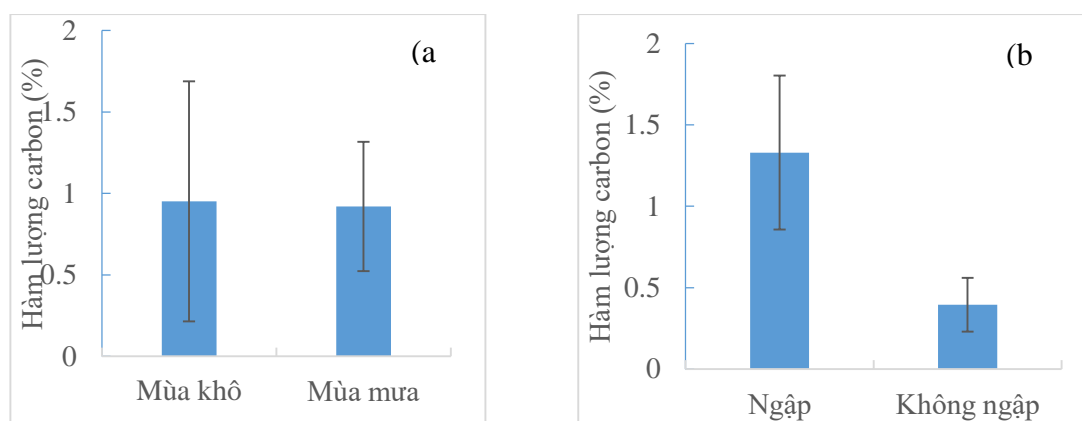 (a
Hàm lượng carbon (%)
2
1.5
1
0.5
0
Mùa khô Mùa mưa
(b
Hàm lượng carbon (%)
2
1.5
1
0.5
0
Ngập Không ngập